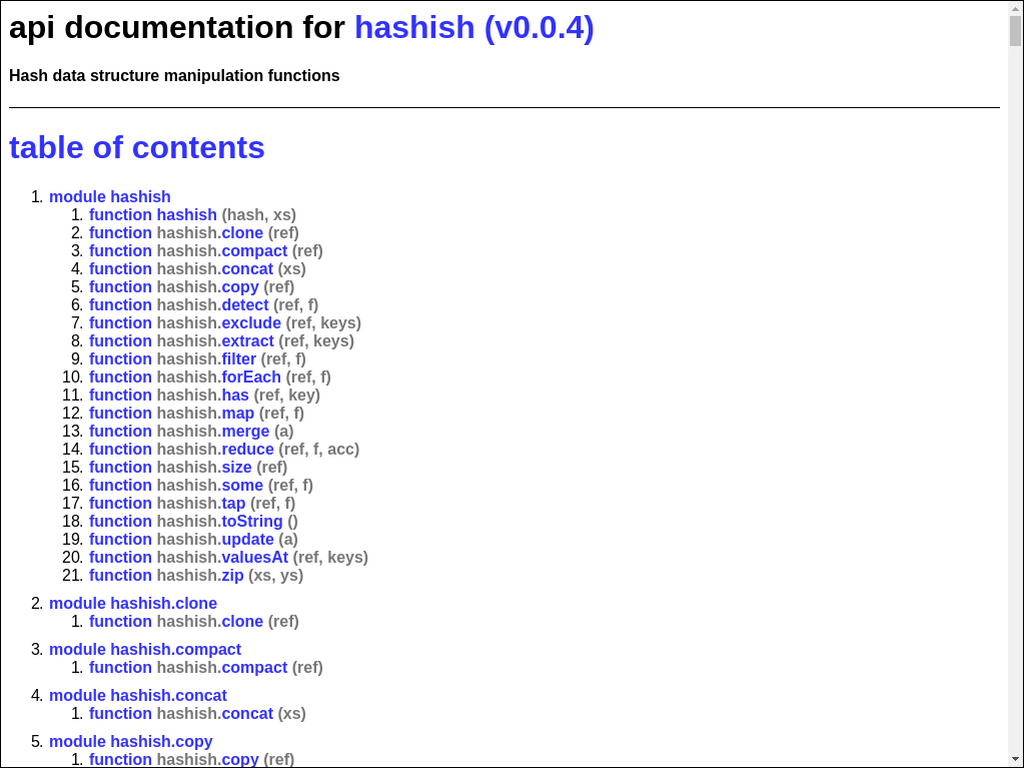 api documentation for hashish (v0.0.4)
Hash data structure manipulation functions
table of contents
1. module hashish
1. function hashish (hash, xs)
2. function hashish.clone (ref)
3. function hashish.compact (ref)
4. function hashish.concat (xs)
5. function hashish.copy (ref)
6. function hashish.detect (ref, f)
7. function hashish.exclude (ref, keys)
8. function hashish.extract (ref, keys)
9. function hashish.filter (ref, f)
10. function hashish.forEach (ref, f)
11. function hashish.has (ref, key)
12. function hashish.map (ref, f)
13. function hashish.merge (a)
14. function hashish.reduce (ref, f, acc)
15. function hashish.size (ref)
16. function hashish.some (ref, f)
17. function hashish.tap (ref, f)
18. function hashish.toString ()
19. function hashish.update (a)
20. function hashish.valuesAt (ref, keys)
21. function hashish.zip (xs, ys)
2. module hashish.clone
1. function hashish.clone (ref)
3. module hashish.compact
1. function hashish.compact (ref)
4. module hashish.concat
1. function hashish.concat (xs)
5. module hashish.copy
1. function hashish.copy (ref)